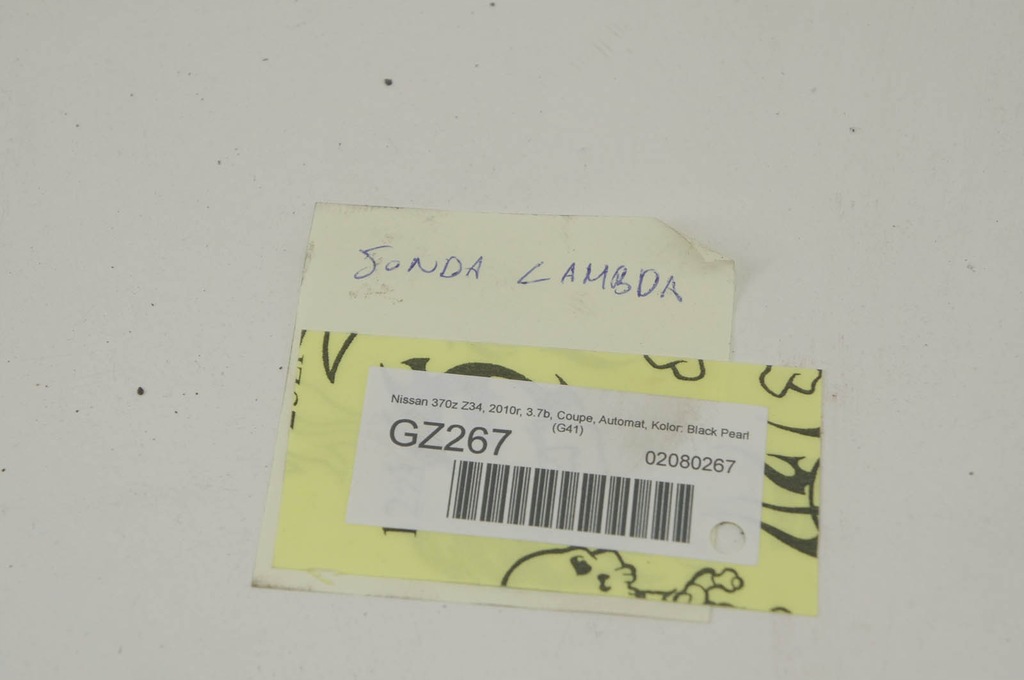 SONDA LAMBDA
Nissan 370z Z34, 2010r, 3.7b, Coupe, Automat, Kolor: Black Pearl
(G41)
GZ267
02080267